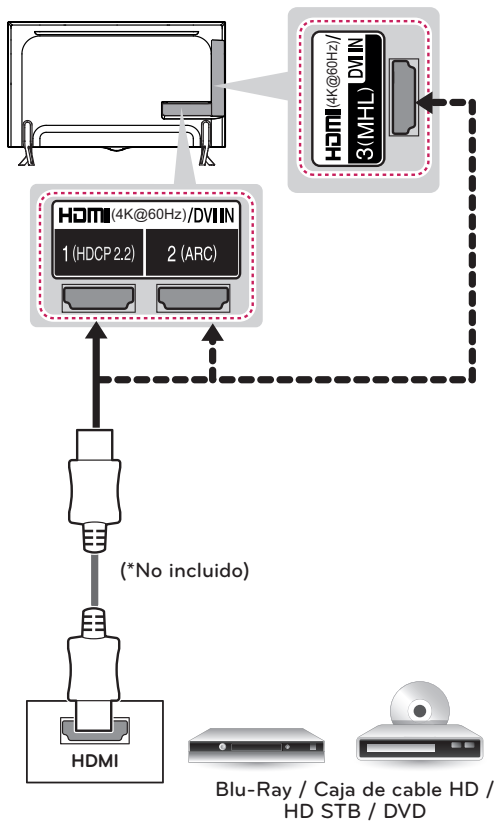 HDMI(4K@60Hz)/
DVI IN
3(MHL)
HDMI(4K@60Hz)/DVI IN
1 (HDCP 2.2)
2 (ARC)
(*No incluido)
HDMI
Blu-Ray / Caja de cable HD /
HD STB / DVD